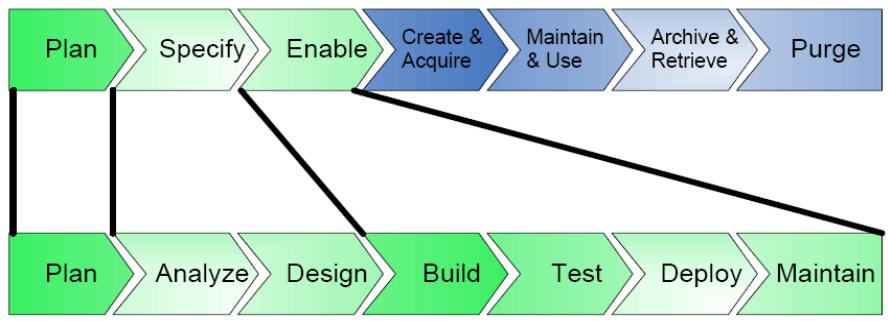 Plan
Specify
Enable
Create &
Acquire
Maintain
& Use
Archive &
Retrieve
Purge
Plan
Analyze
Design
Build
Test
Deploy
Maintain